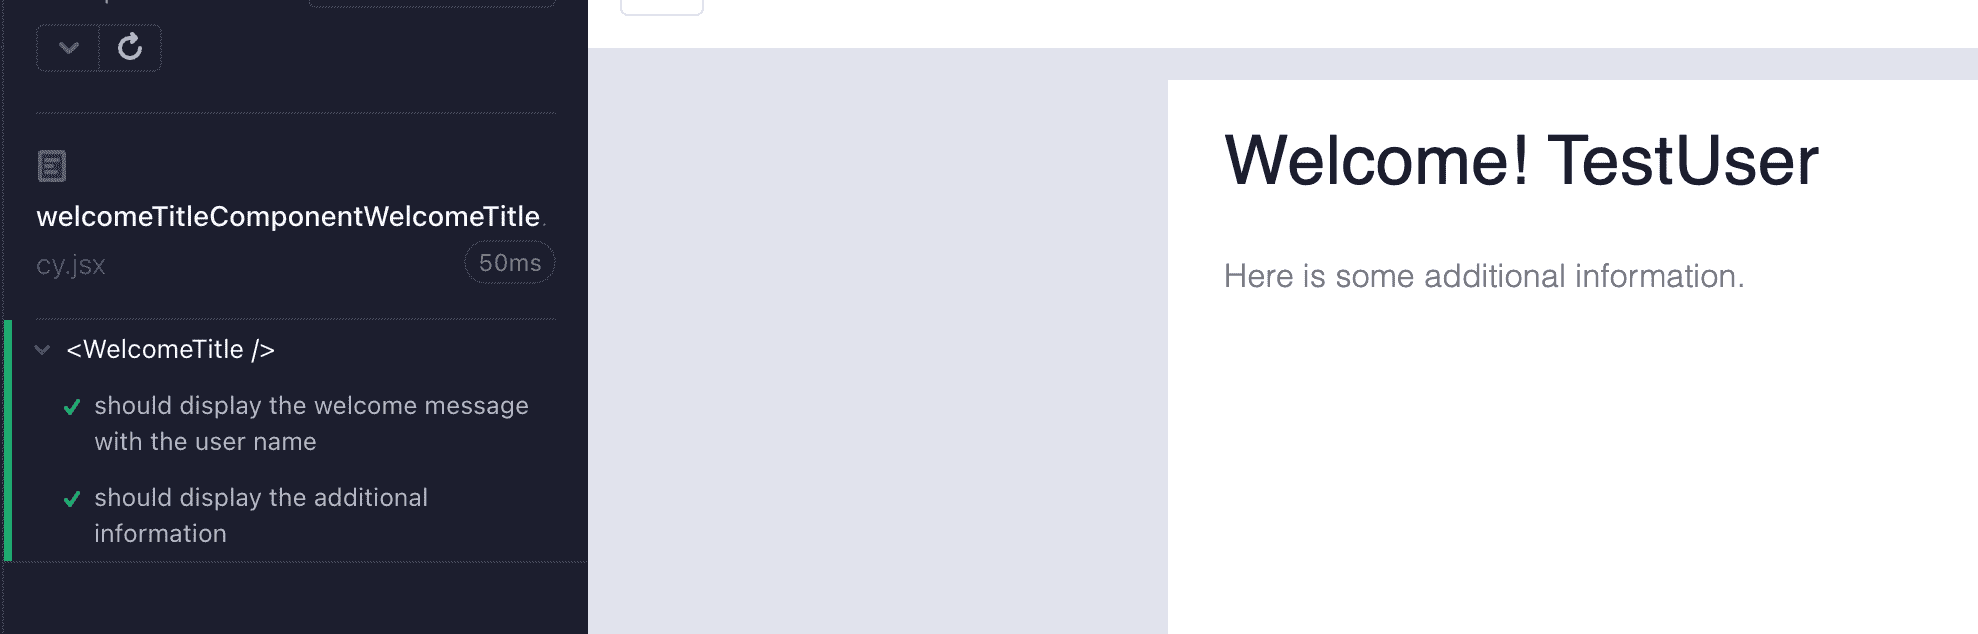 welcomeTitleComponentWelcomeTitle.
cy.jsx
50ms
<WelcomeTitle />
should display the welcome message
with the user name
should display the additional
information
Welcome! TestUser
Here is some additional information.